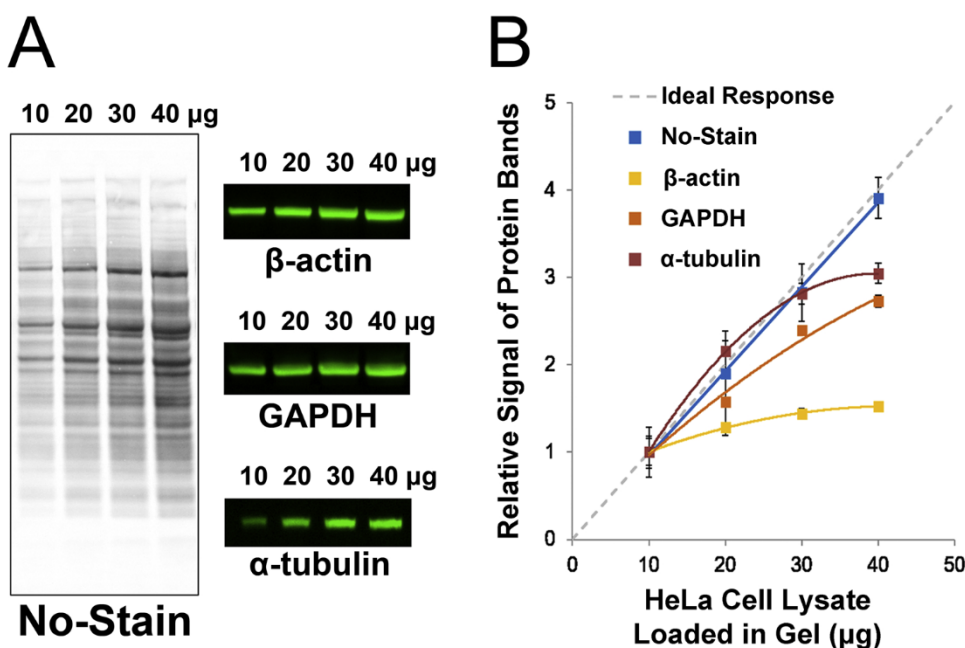 A
10 20 30 40 μg
No-Stain
10 20 30 40 μg
β-actin
10 20 30 40 μg
GAPDH
10 20 30 40 μg
α-tubulin
B
Relative Signal of Protein Bands
5
4
3
2
1
0
Ideal Response
No-Stain
β-actin
GAPDH
α-tubulin
0 10 20 30 40 50
HeLa Cell Lysate
Loaded in Gel (μg)